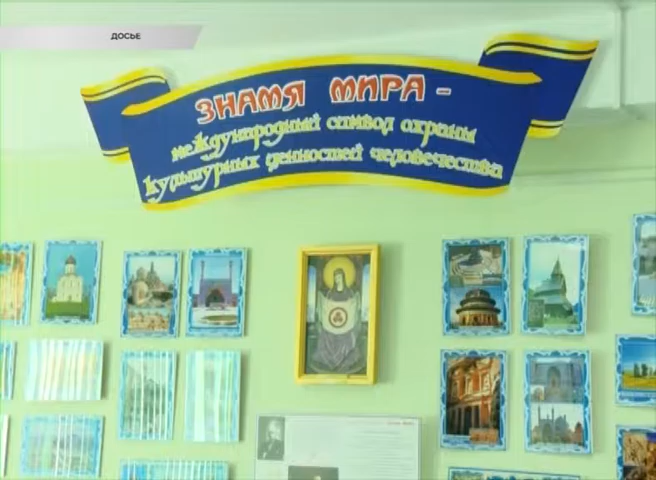 ДОСЬЕ
ЗНАМЯ МИРА -
международный символ охраны
культурных ценностей человечества